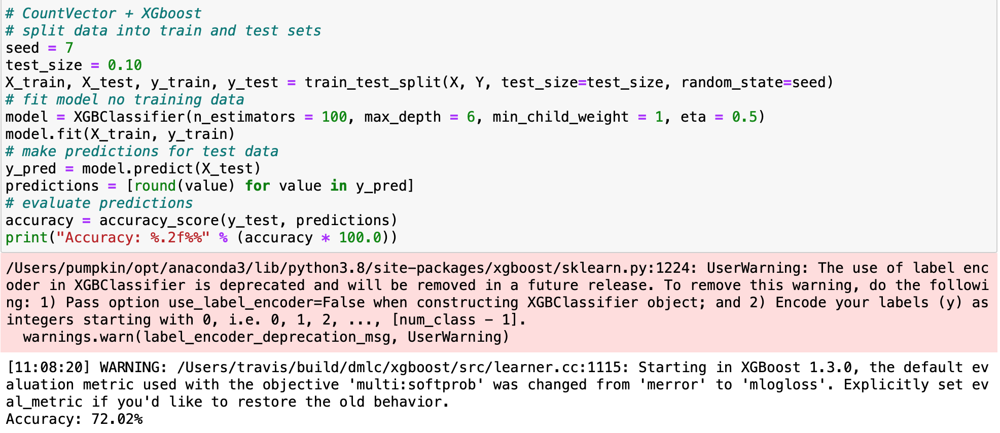 # CountVector + XGboost
# split data into train and test sets
seed = 7
test_size = 0.10
X_train, X_test, y_train, y_test = train_test_split(X, Y, test_size=test_size, random_state=seed)
# fit model no training data
model = XGBClassifier(n_estimators = 100, max_depth = 6, min_child_weight = 1, eta = 0.5)
model.fit(X_train, y_train)
# make predictions for test data
y_pred = model.predict(X_test)
predictions = [round(value) for value in y_pred]
# evaluate predictions
accuracy = accuracy_score(y_test, predictions)
print("Accuracy: %.2f%%" % (accuracy * 100.0))
/Users/pumpkin/opt/anaconda3/lib/python3.8/site-packages/xgboost/sklearn.py:1224: UserWarning: The use of label enc
oder in XGBClassifier is deprecated and will be removed in a future release. To remove this warning, do the followi
ng: 1) Pass option use_label_encoder=False when constructing XGBClassifier object; and 2) Encode your labels (y) as
integers starting with 0, i.e. 0, 1, 2, ..., [num_class - 1].
  warnings.warn(label_encoder_deprecation_msg, UserWarning)
[11:08:20] WARNING: /Users/travis/build/dmlc/xgboost/src/learner.cc:1115: Starting in XGBoost 1.3.0, the default ev
aluation metric used with the objective 'multi:softprob' was changed from 'merror' to 'mlogloss'. Explicitly set ev
al_metric if you'd like to restore the old behavior.
Accuracy: 72.02%